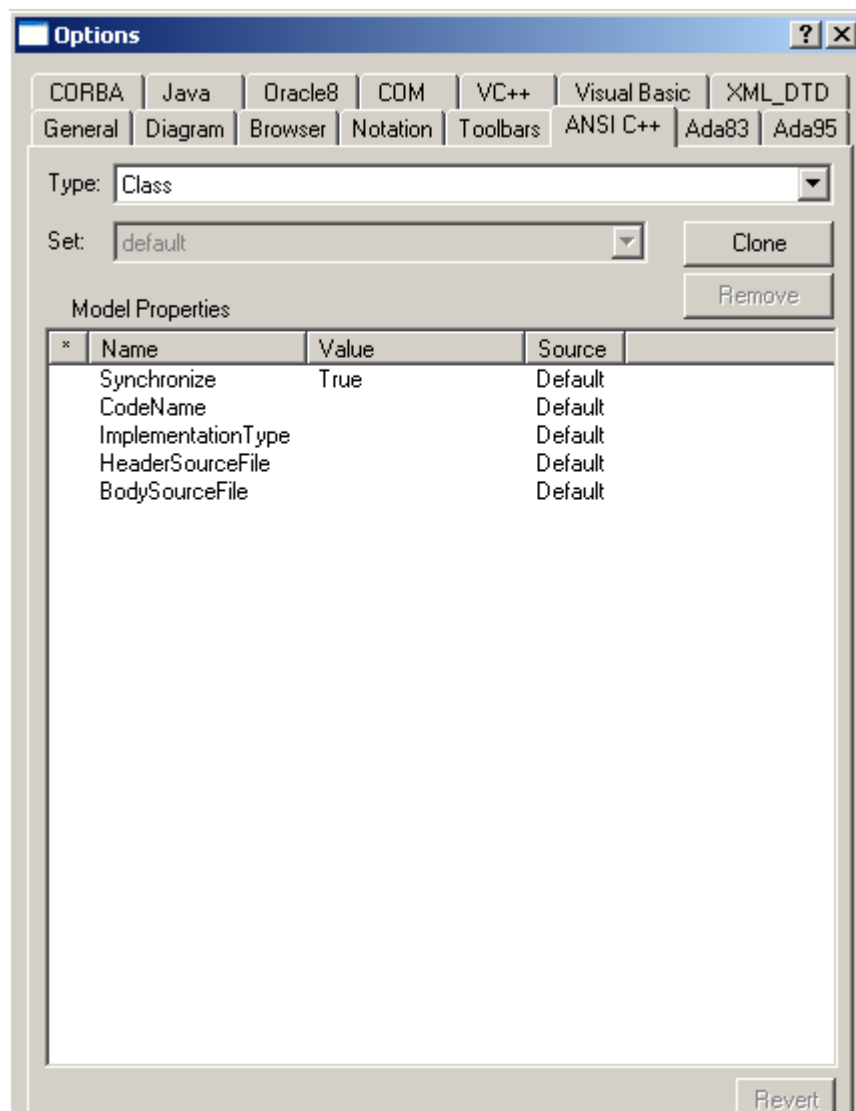 Options
CORBA Java Oracle8 COM VC++ Visual Basic XML_DTD
General Diagram Browser Notation Toolbars ANSI C++ Ada83 Ada95
Type: Class
Set: default Clone
Remove
Model Properties
* Name Value Source
Synchronize True Default
CodeName Default
ImplementationType Default
HeaderSourceFile Default
BodySourceFile Default
Revert